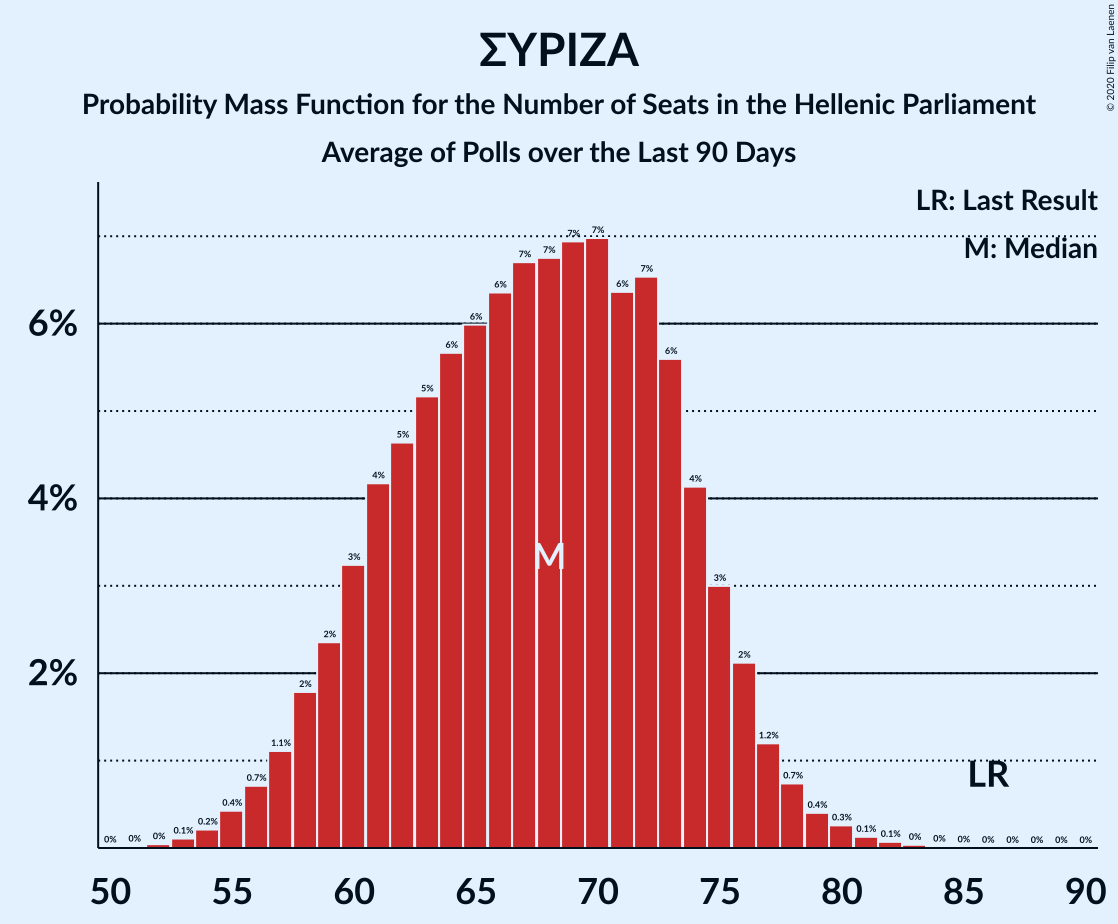 ΣΥΡΙΖΑ
Probability Mass Function for the Number of Seats in the Hellenic Parliament
Average of Polls over the Last 90 Days
© 2020 Filip van Laenen
LR: Last Result
M: Median
6%
4%
2%
0% 0% 0% 0.1% 0.2% 0.4% 0.7% 1.1% 2% 2% 3% 4% 5% 5% 6% 6% 6% 7% 7% 7% 7% 6% 7% 6% 4% 3% 2% 1.2% 0.7% 0.4% 0.3% 0.1% 0.1% 0% 0% 0% 0% 0% 0% 0% 0%
M
LR
50 55 60 65 70 75 80 85 90